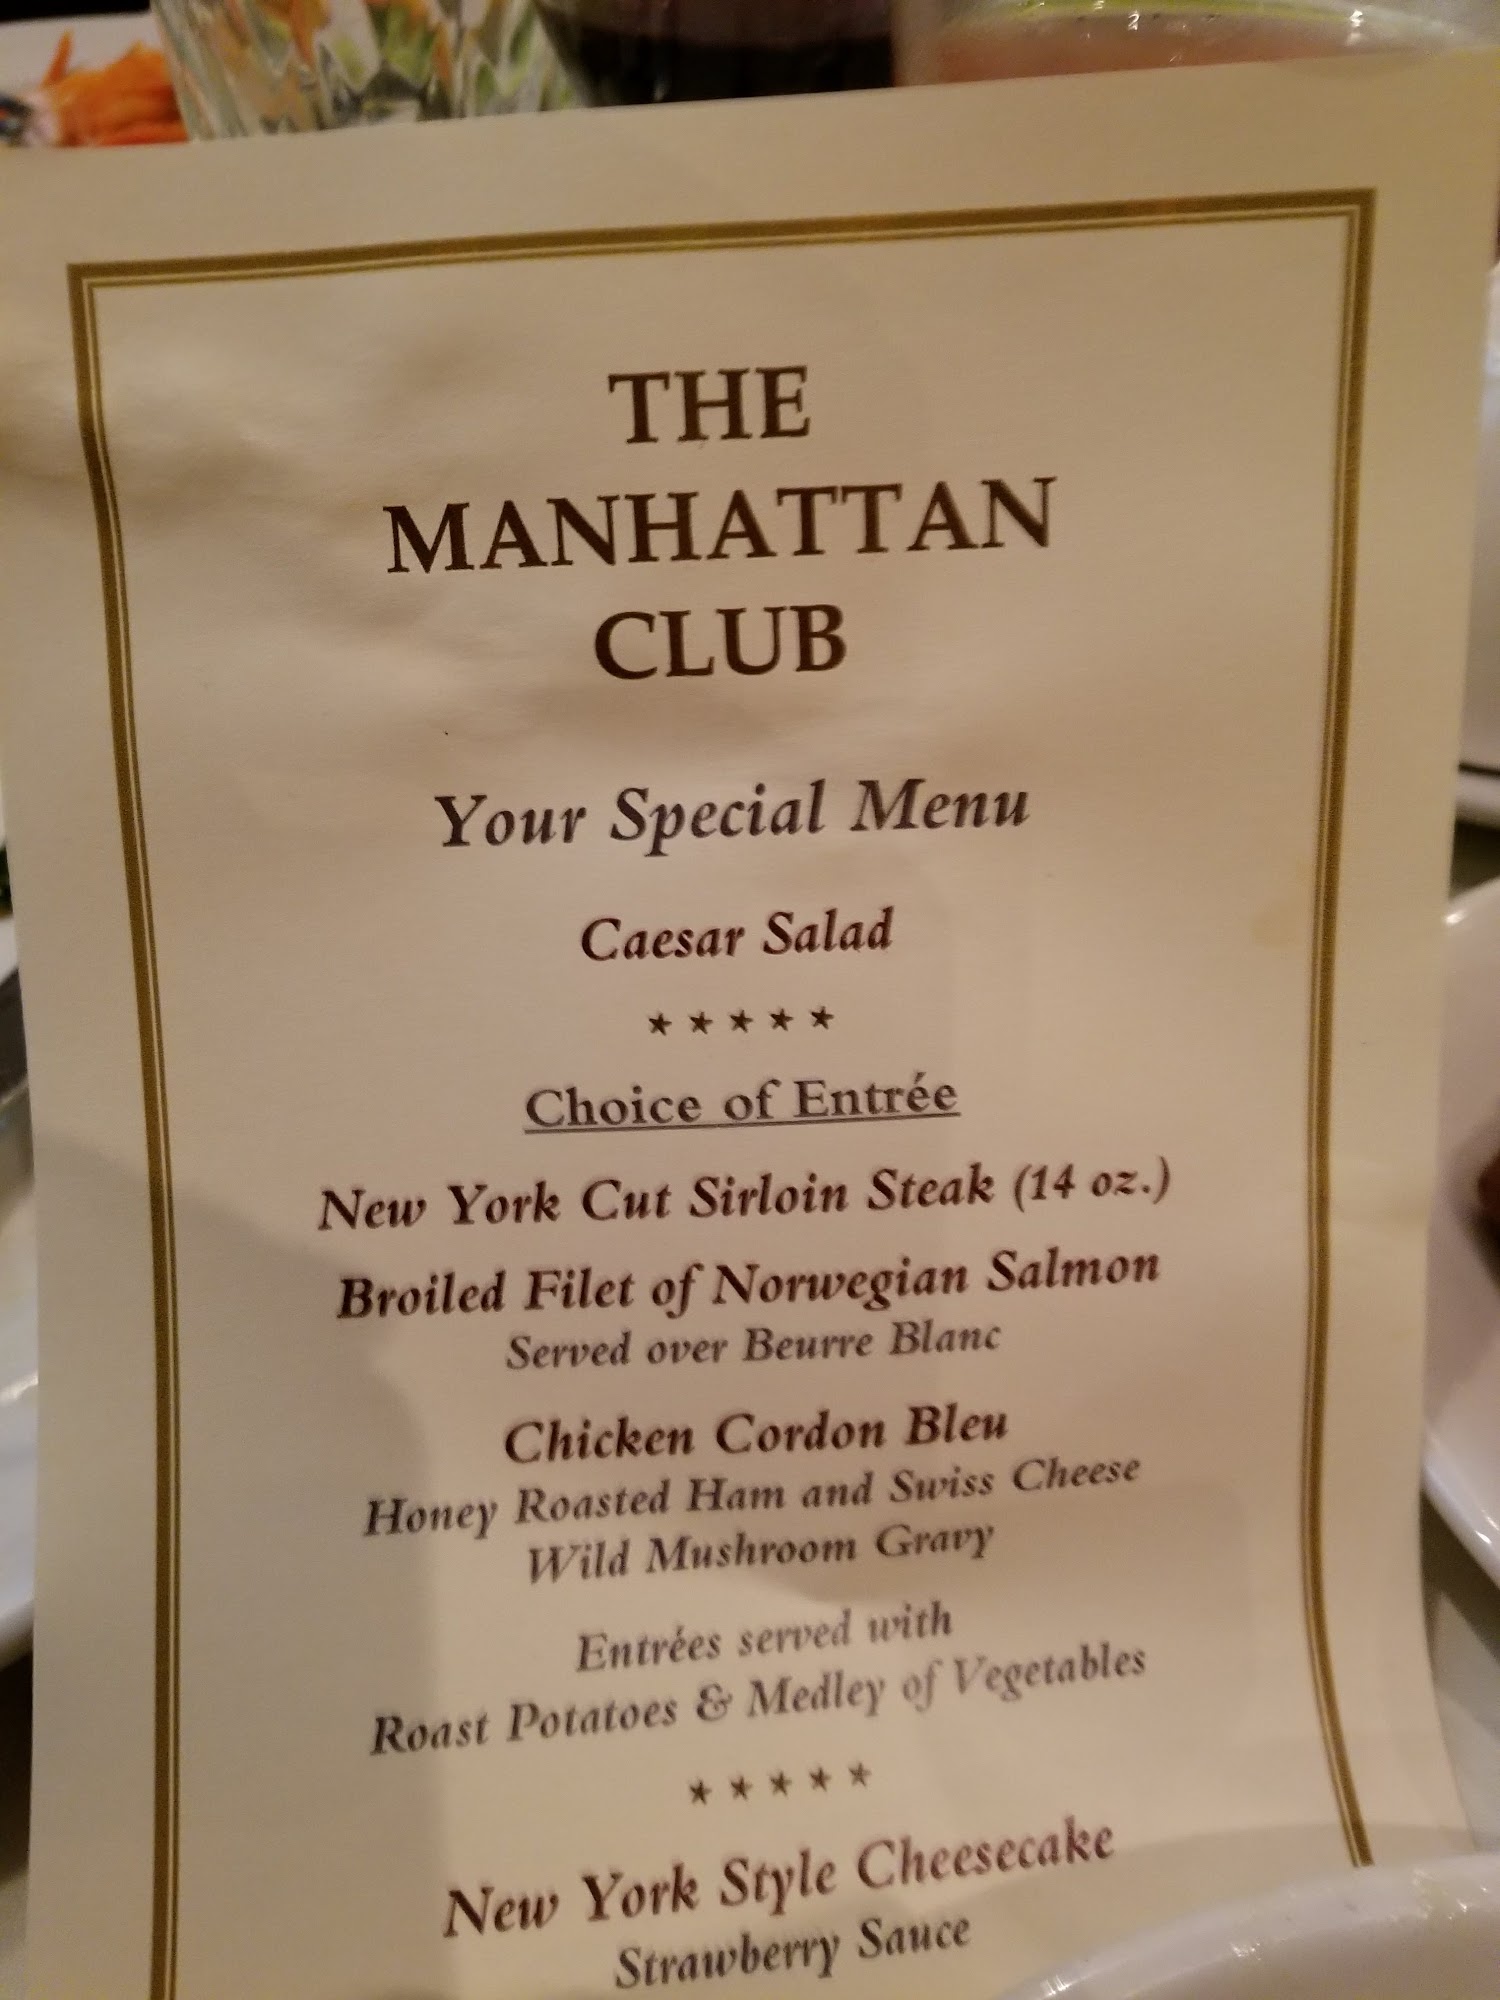 THE
MANHATTAN
CLUB
Your Special Menu
Caesar Salad
★ ★ ★ ★ ★
Choice of Entrée
New York Cut Sirloin Steak (14 oz.)
Broiled Filet of Norwegian Salmon
Served over Beurre Blanc
Chicken Cordon Bleu
Honey Roasted Ham and Swiss Cheese
Wild Mushroom Gravy
Entrées served with
Roast Potatoes & Medley of Vegetables
★ ★ ★ ★ ★
New York Style Cheesecake
Strawberry Sauce